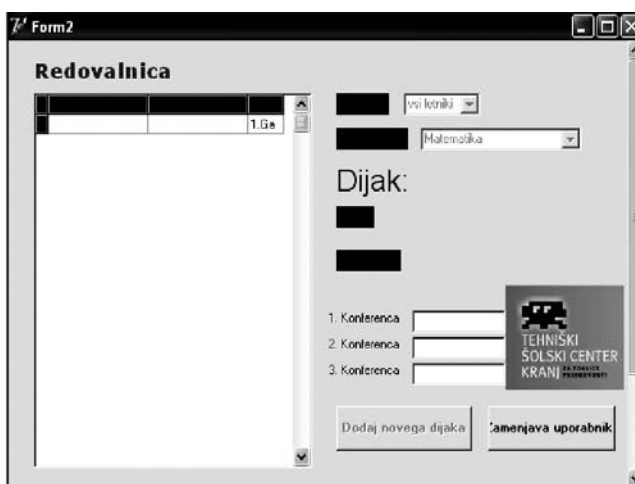 Form2
Redovalnica
1.Ga
vsi letniki
Matematika
Dijak:
1. Konferenca
2. Konferenca
3. Konferenca
TEHNIŠKI
ŠOLSKI CENTER
KRANJ
Dodaj novega dijaka
Zamenjava uporabnik